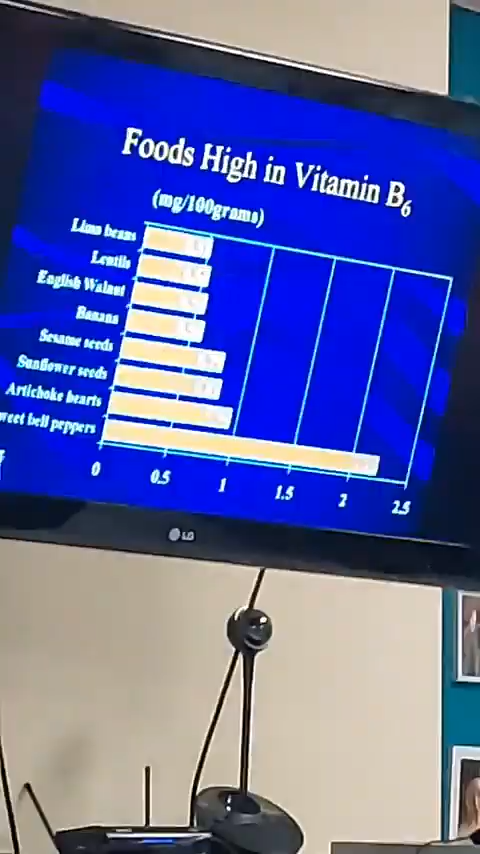 Foods High in Vitamin B6
(mg/100grams)
Lima beans
Lentils
English Walnut
Banana
Sesame seeds
Sunflower seeds
Artichoke hearts
weet bell peppers
0 0.5 1 1.5 2 2.5
LG